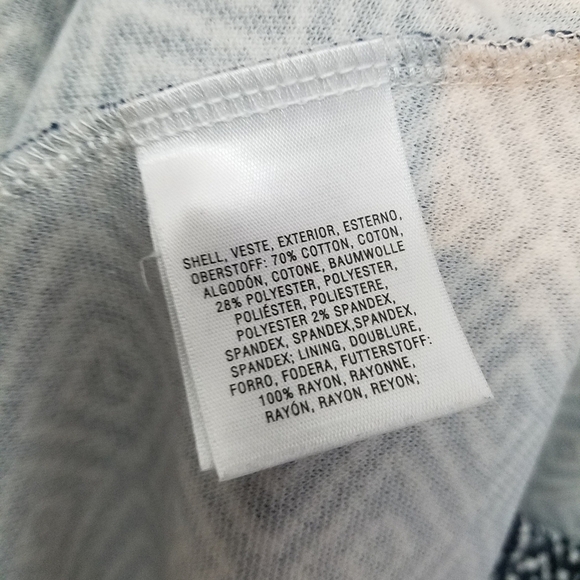 SHELL, VESTE, EXTERIOR, ESTERNO,
OBERSTOFF: 70% COTTON, COTON,
ALGODÓN, COTONE, BAUMWOLLE
28% POLYESTER, POLYESTER,
POLIÉSTER, POLIESTERE,
POLYESTER 2% SPANDEX,
SPANDEX, SPANDEX,SPANDEX,
SPANDEX; LINING, DOUBLURE,
FORRO, FODERA, FUTTERSTOFF:
100% RAYON, RAYONNE,
RAYÓN, RAYON, REYON;